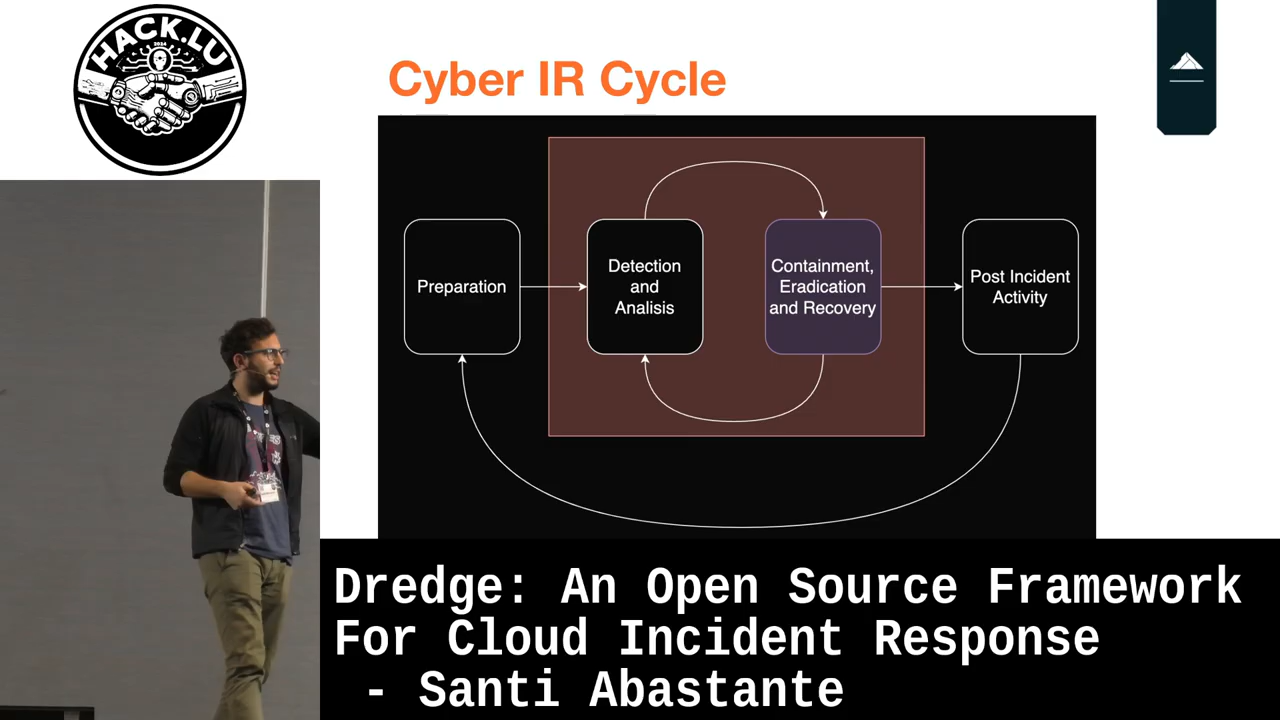 HACK.LU
2024
Cyber IR Cycle
Preparation
Detection
and
Analisis
Containment,
Eradication
and Recovery
Post Incident
Activity
Dredge: An Open Source Framework
For Cloud Incident Response
- Santi Abastante